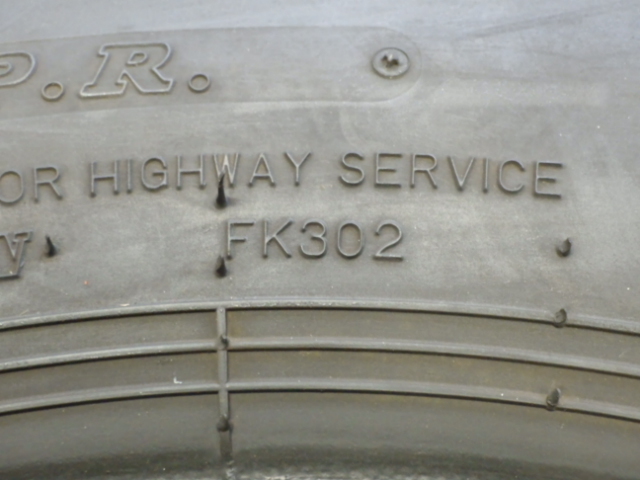 P.R.
OR HIGHWAY SERVICE
V FK302